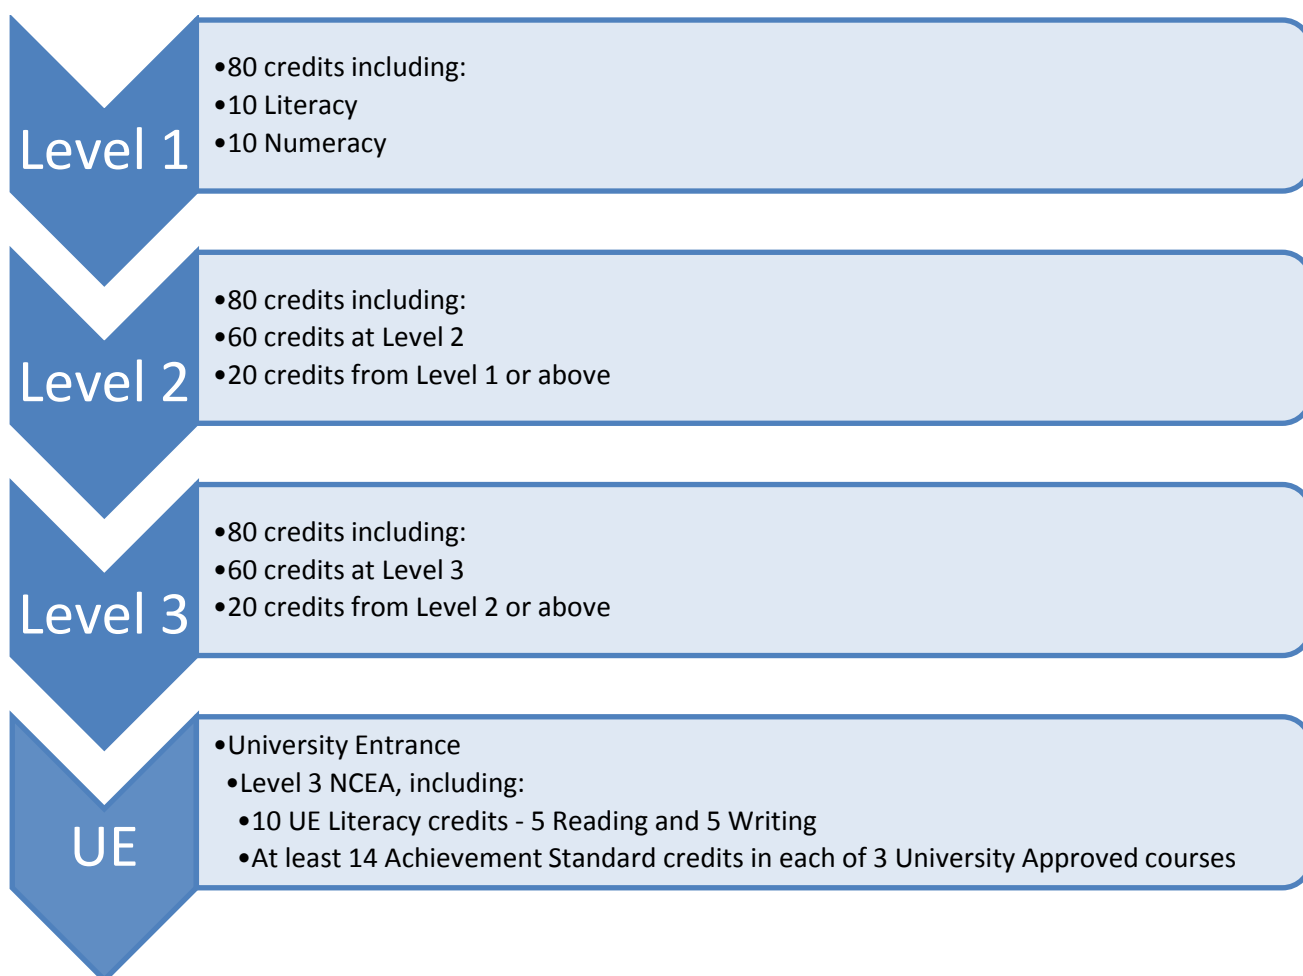 Level 1
•80 credits including:
•10 Literacy
•10 Numeracy
Level 2
•80 credits including:
•60 credits at Level 2
•20 credits from Level 1 or above
Level 3
•80 credits including:
•60 credits at Level 3
•20 credits from Level 2 or above
UE
•University Entrance
•Level 3 NCEA, including:
•10 UE Literacy credits - 5 Reading and 5 Writing
•At least 14 Achievement Standard credits in each of 3 University Approved courses